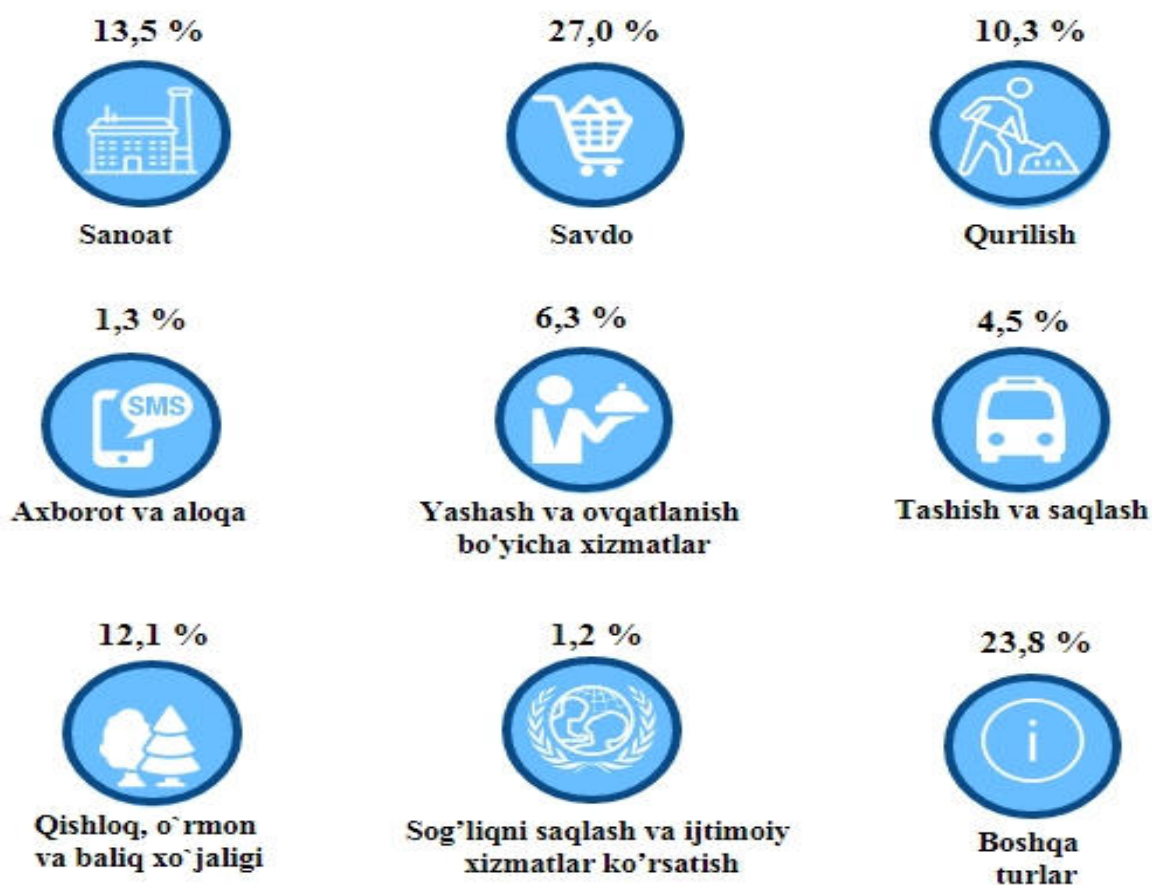 13,5 %
27,0 %
10,3 %
Sanoat
Savdo
Qurilish
1,3 %
6,3 %
4,5 %
SMS
Axborot va aloqa
Yashash va ovqatlanish
bo'yicha xizmatlar
Tashish va saqlash
12,1 %
1,2 %
23,8 %
i
Qishloq, o`rmon
va baliq xo`jaligi
Sog’liqni saqlash va ijtimoiy
xizmatlar ko’rsatish
Boshqa
turlar